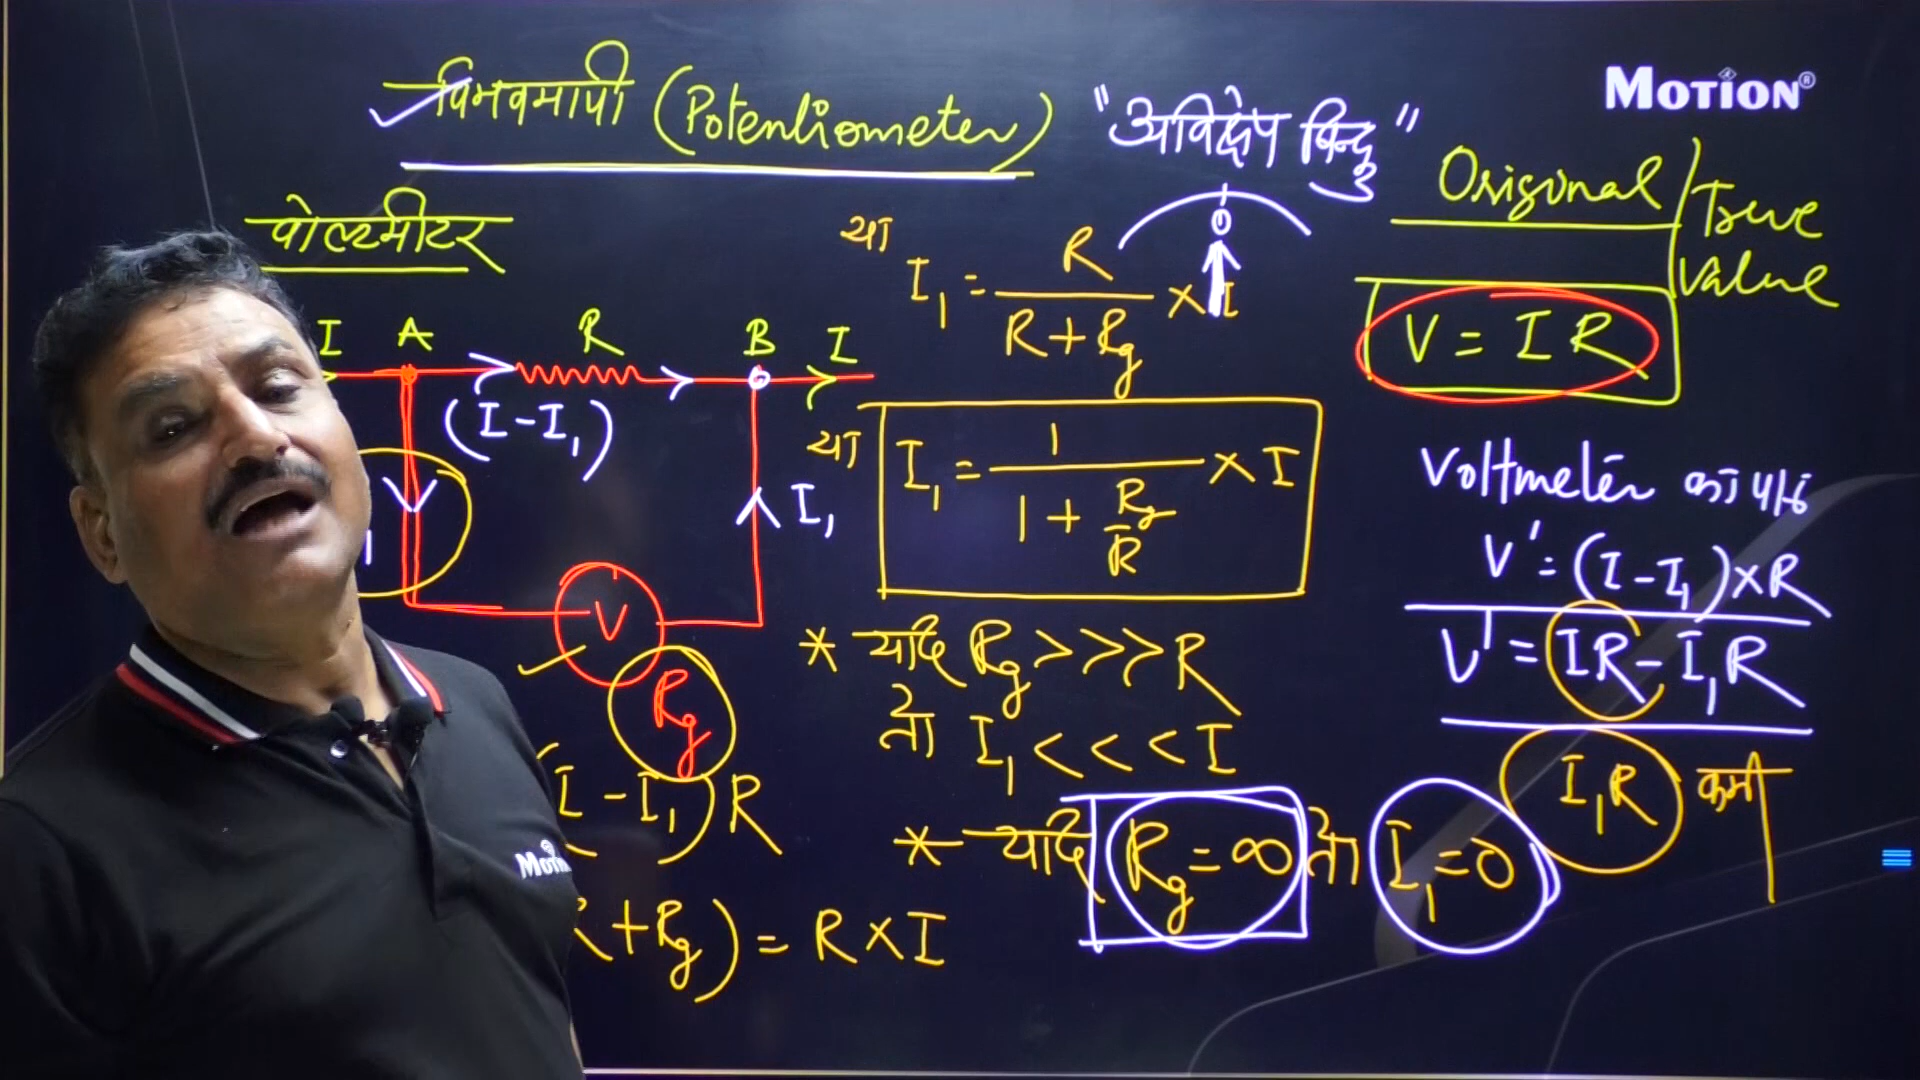 विभवमापी (Potentiometer)
"अविक्षेप बिन्दु"
MOTION®
वोल्टमीटर
I A R B I
(I-I₁)
I₁
V
Rg
I-I₁)R
+Rg) = R×I
0
या I₁ = R/(R+Rg) × I
या I₁ = 1/(1+Rg/R) × I
* यदि Rg >>> R
तो I₁ <<< I
* यदि Rg = ∞ तो I₁ = 0
Original / True
Value
V = IR
Voltmeter का
V' = (I-I₁)×R
V' = IR - I₁R
I₁R कमी